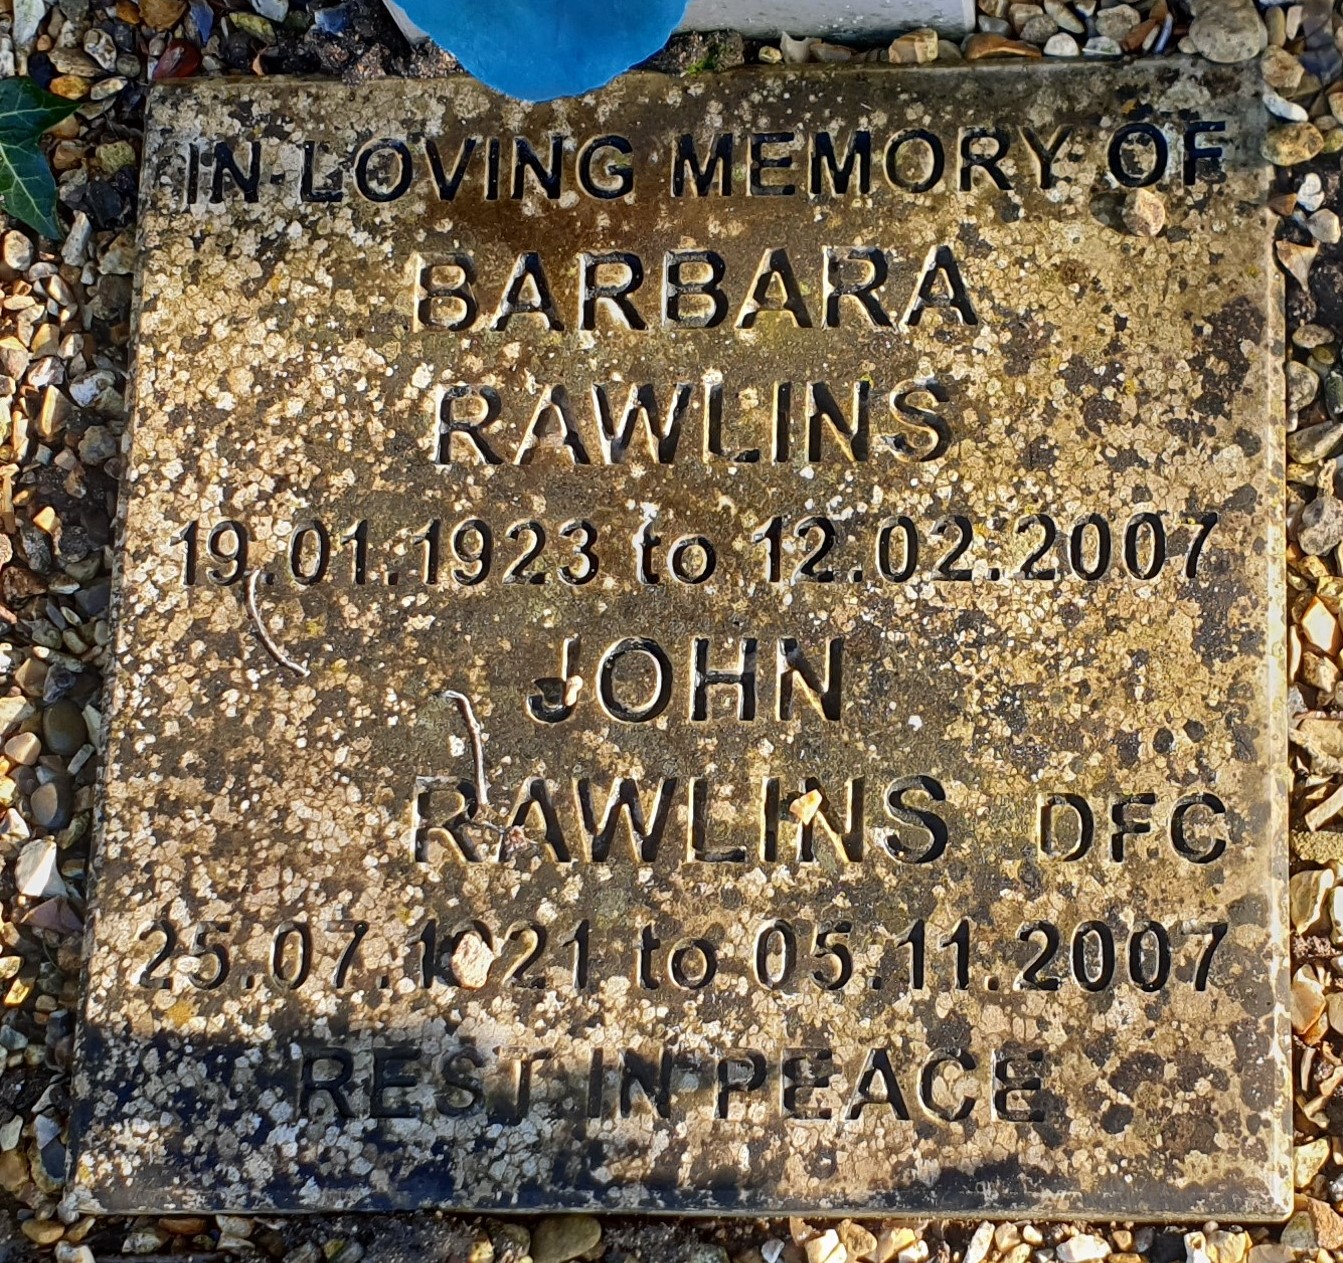 IN LOVING MEMORY OF
BARBARA
RAWLINS
19.01.1923 to 12.02.2007
JOHN
RAWLINS DFC
25.07.1921 to 05.11.2007
REST IN PEACE